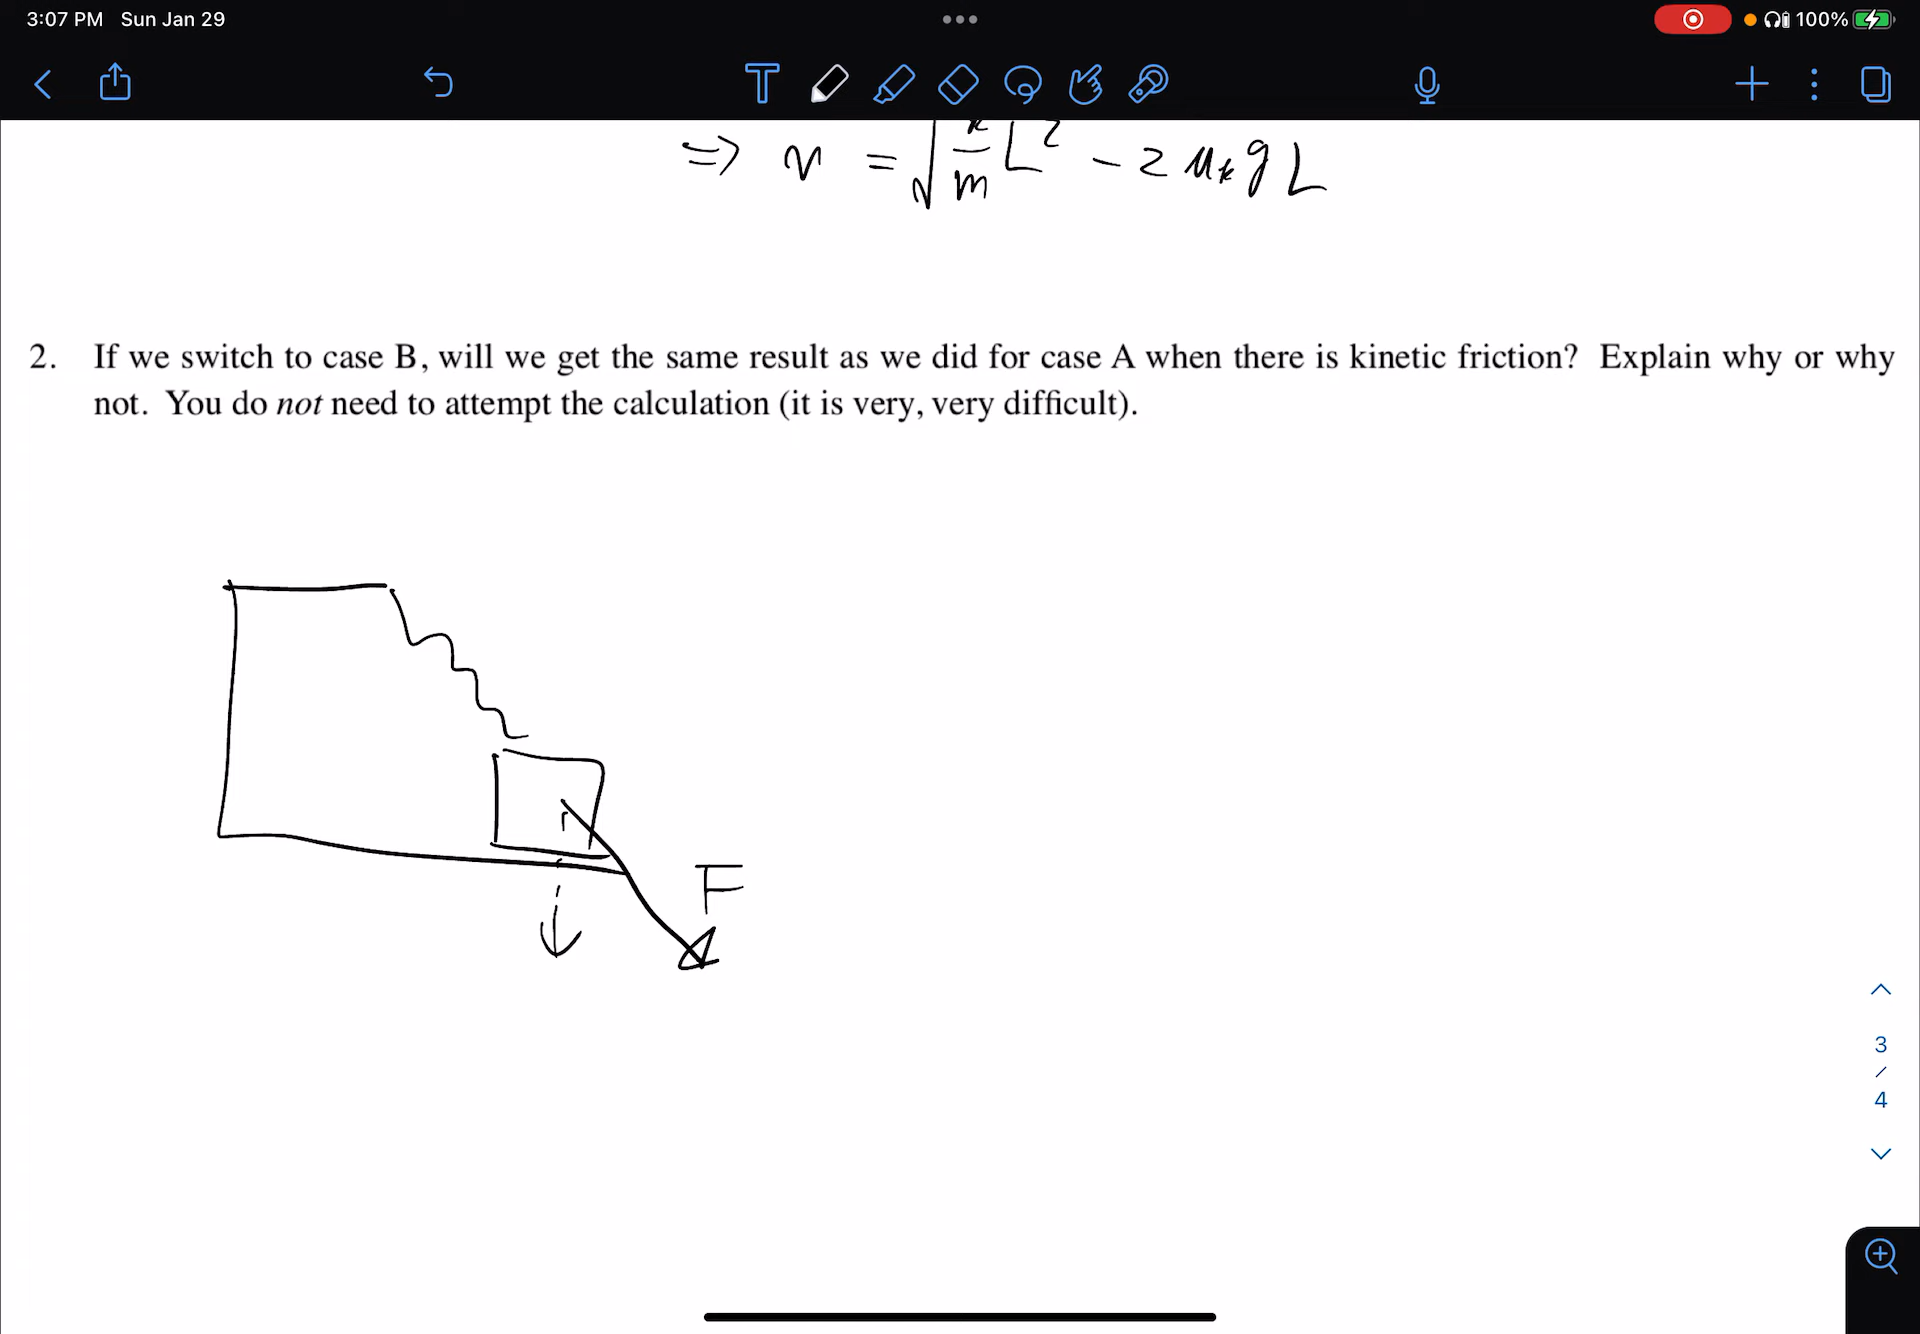 3:07 PM Sun Jan 29
100%
⇒ v = √ k/m L² - 2 μₖ g L
2. If we switch to case B, will we get the same result as we did for case A when there is kinetic friction? Explain why or why
not. You do not need to attempt the calculation (it is very, very difficult).
F
3
/
4